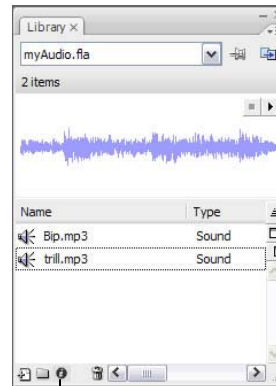 Library ×
myAudio.fla
2 items
Name Type
Bip.mp3 Sound
trill.mp3 Sound